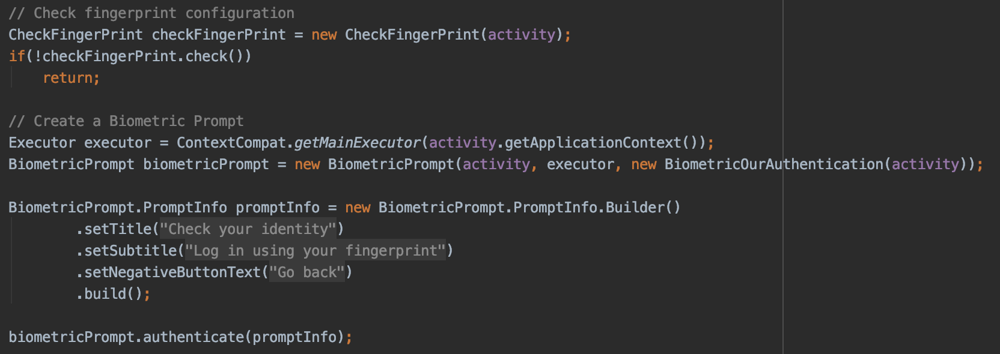 // Check fingerprint configuration
CheckFingerPrint checkFingerPrint = new CheckFingerPrint(activity);
if(!checkFingerPrint.check())
    return;

// Create a Biometric Prompt
Executor executor = ContextCompat.getMainExecutor(activity.getApplicationContext());
BiometricPrompt biometricPrompt = new BiometricPrompt(activity, executor, new BiometricOurAuthentication(activity));

BiometricPrompt.PromptInfo promptInfo = new BiometricPrompt.PromptInfo.Builder()
        .setTitle("Check your identity")
        .setSubtitle("Log in using your fingerprint")
        .setNegativeButtonText("Go back")
        .build();

biometricPrompt.authenticate(promptInfo);